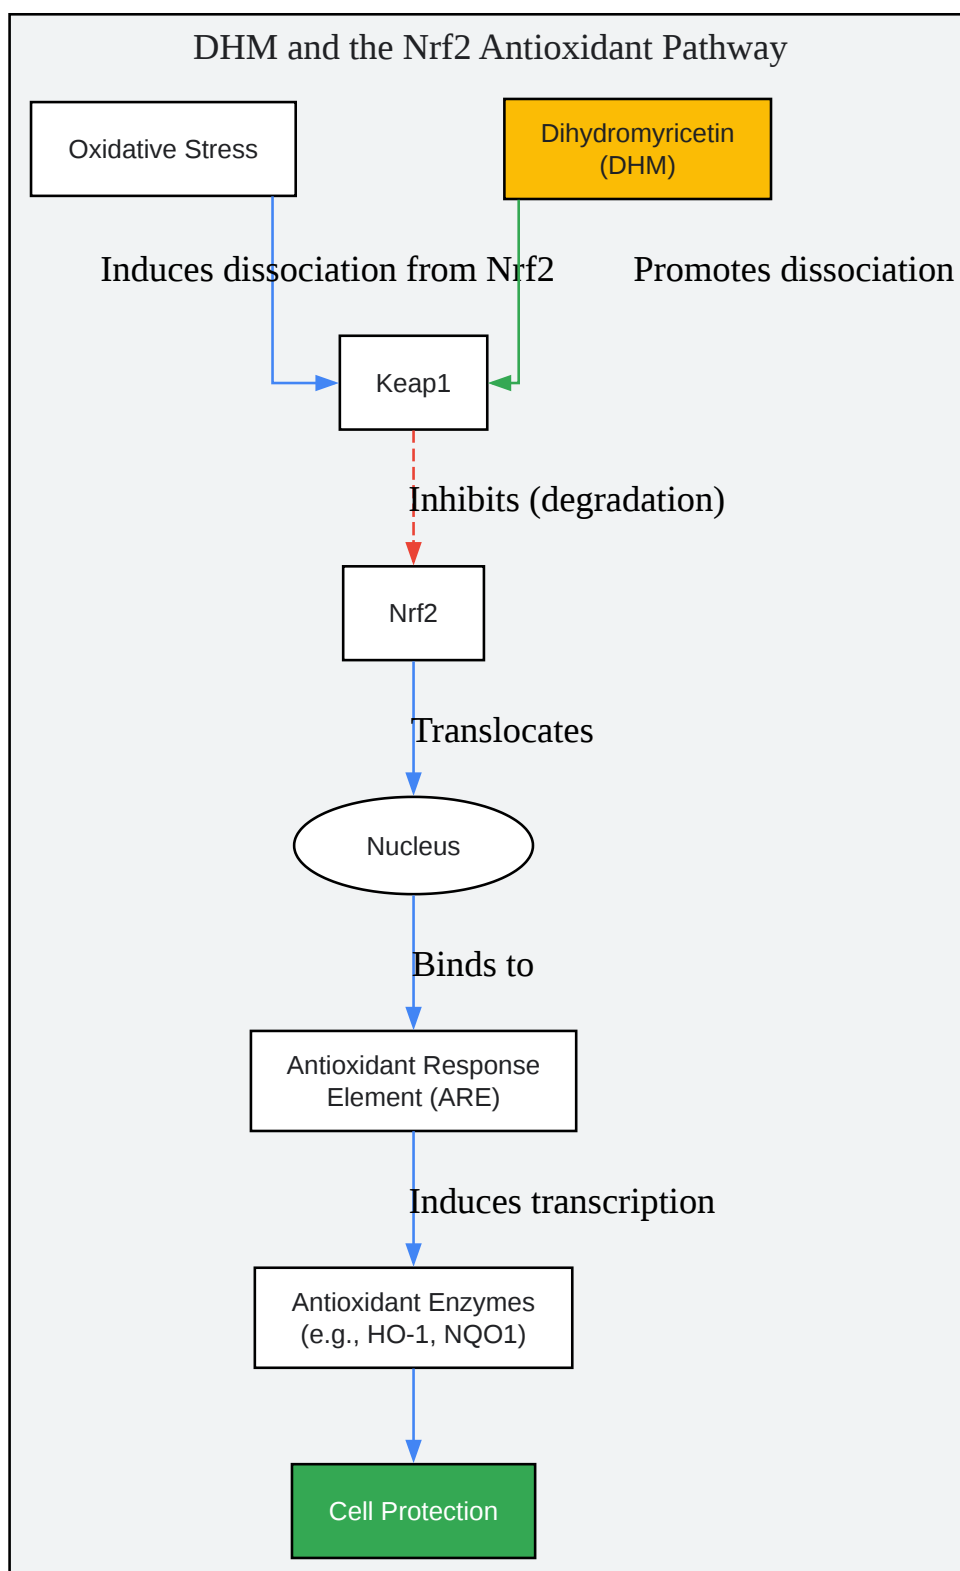 DHM and the Nrf2 Antioxidant Pathway
Oxidative Stress
Dihydromyricetin
(DHM)
Induces dissociation from Nrf2
Promotes dissociation
Keap1
Inhibits (degradation)
Nrf2
Translocates
Nucleus
Binds to
Antioxidant Response
Element (ARE)
Induces transcription
Antioxidant Enzymes
(e.g., HO-1, NQO1)
Cell Protection